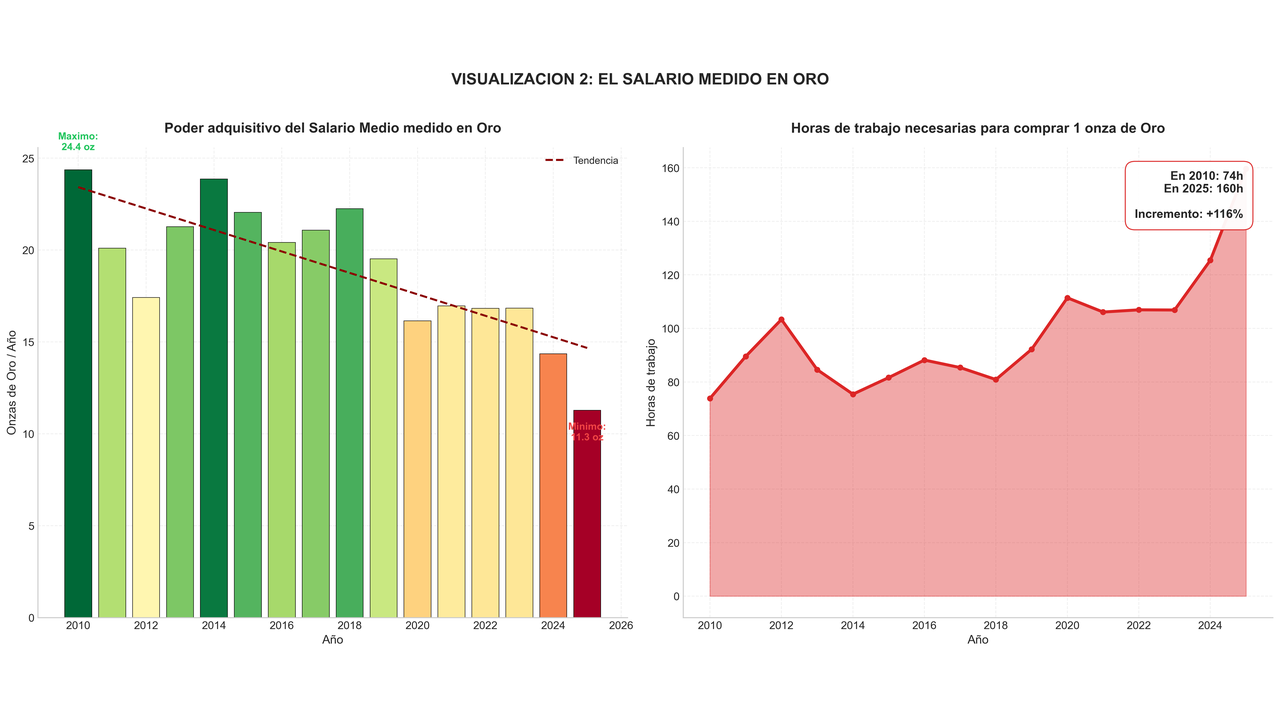 VISUALIZACION 2: EL SALARIO MEDIDO EN ORO
Poder adquisitivo del Salario Medio medido en Oro
Maximo:
24.4 oz
Tendencia
25
20
15
10
5
0
Onzas de Oro / Año
Minimo:
11.3 oz
2010
2012
2014
2016
2018
2020
2022
2024
2026
Año
Horas de trabajo necesarias para comprar 1 onza de Oro
En 2010: 74h
En 2025: 160h
Incremento: +116%
160
140
120
100
80
60
40
20
0
Horas de trabajo
2010
2012
2014
2016
2018
2020
2022
2024
Año